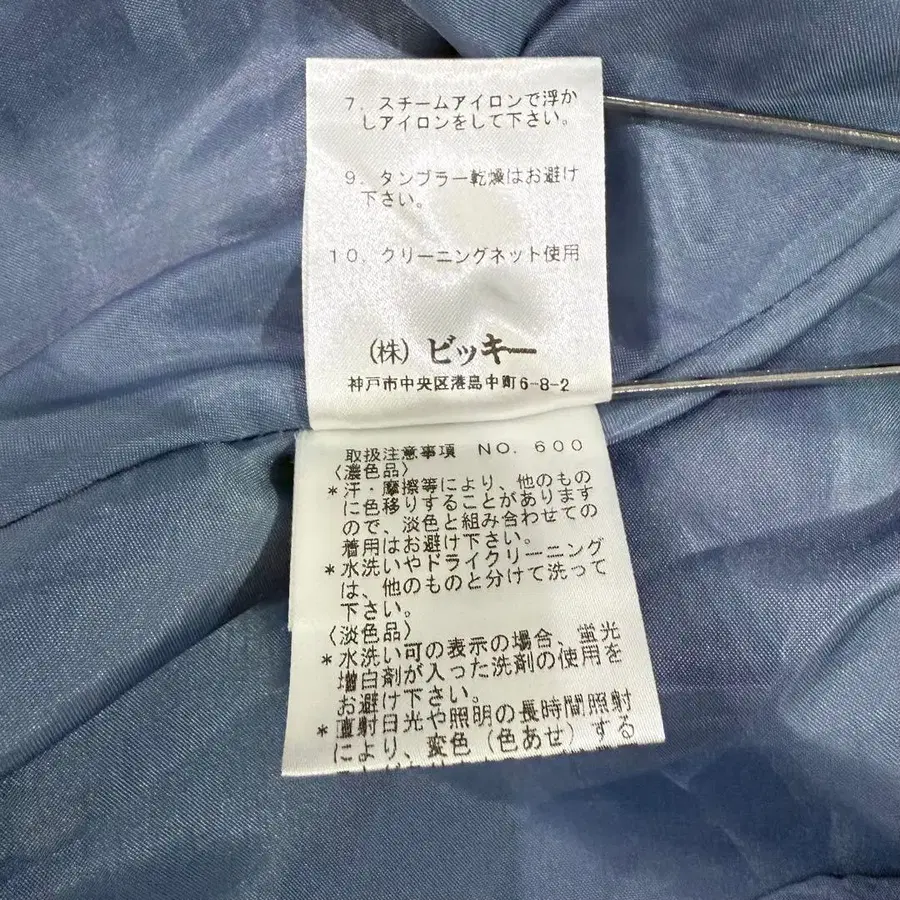 7．スチームアイロンで浮か
しアイロンをして下さい。
9．タンブラー乾燥はお避け
下さい。
10．クリーニングネット使用
（株）ビッキー
神戸市中央区港島中町6-8-2
取扱注意事項 NO．600
〈濃色品〉
＊汗・摩擦等により、他のもの
に色移りすることがあります
ので、淡色と組み合わせての
着用はお避け下さい。
＊水洗いやドライクリーニング
は、他のものと分けて洗って
下さい。
〈淡色品〉
＊水洗い可の表示の場合、蛍光
増白剤が入った洗剤の使用を
お避け下さい。
＊直射日光や照明の長時間照射
により、変色（色あせ）する